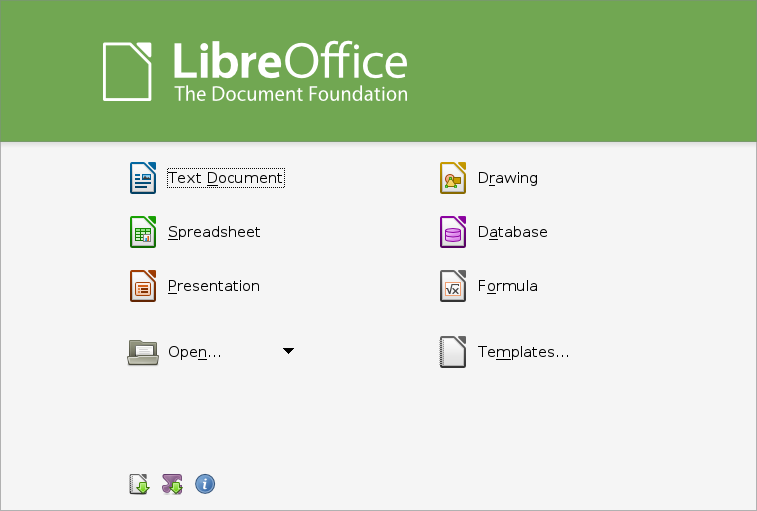 LibreOffice
The Document Foundation
Text Document
Drawing
Spreadsheet
Database
Presentation
Formula
Open...
Templates...